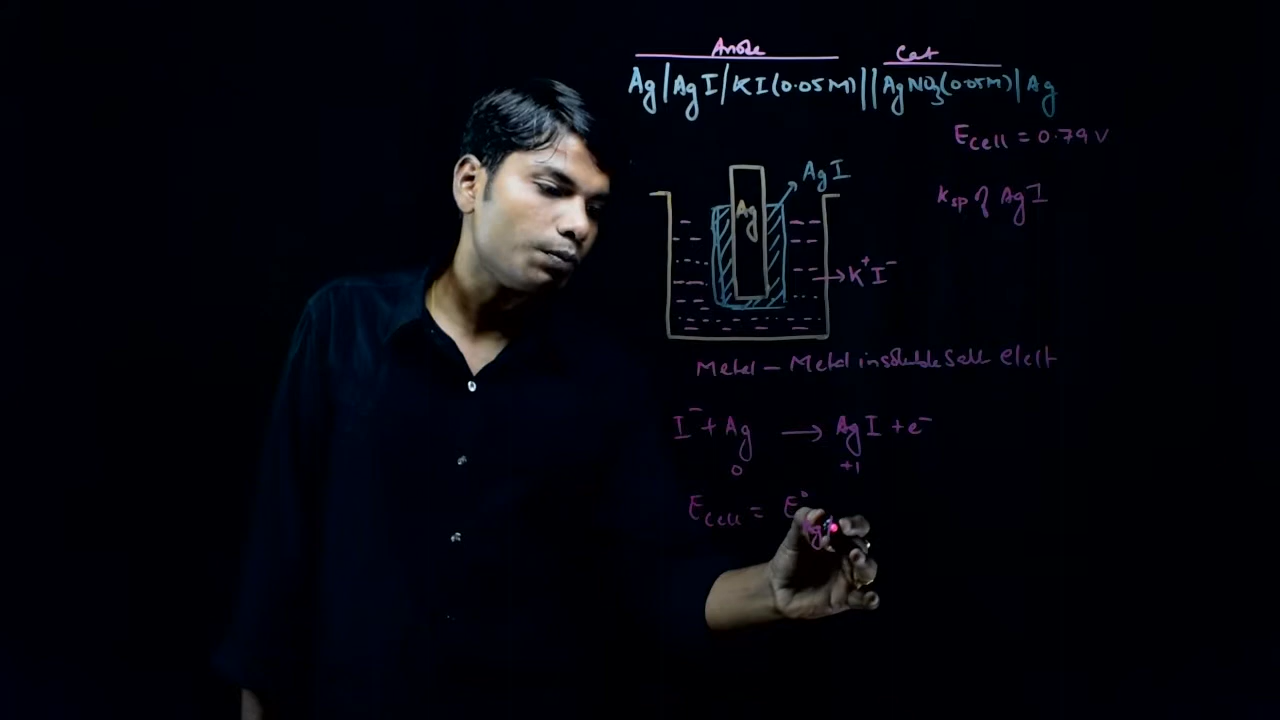 Anode Cat
Ag|AgI/KI(0.05M)||AgNO3(0.05M)|Ag
Ecell = 0.79 V
AgI
Ksp of AgI
Ag
K+I-
Metal - Metal insoluble Salt elect
I- + Ag → AgI + e-
0 +1
Ecell = E° Ag